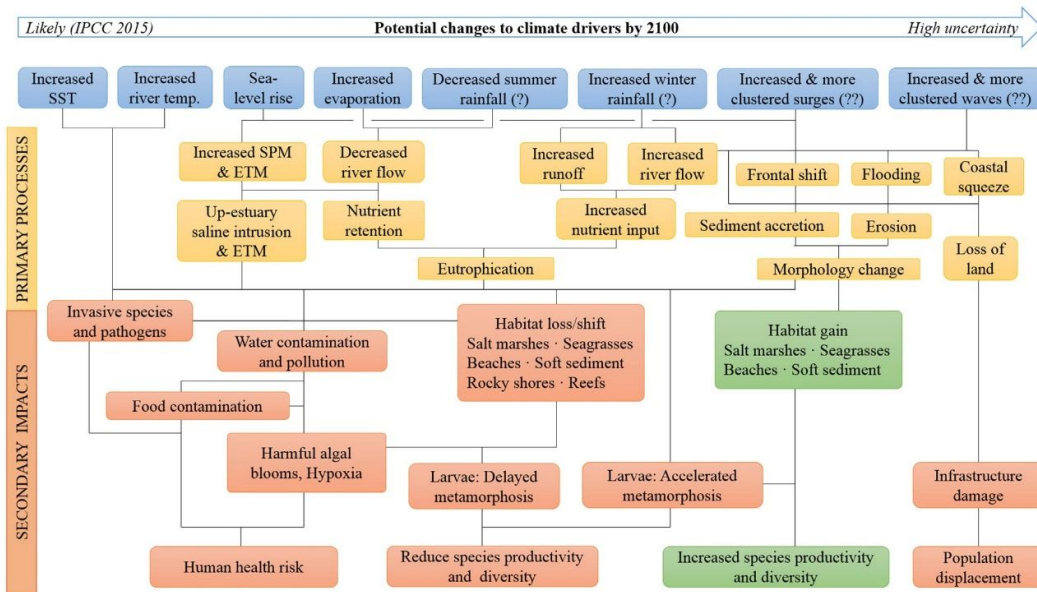 Likely (IPCC 2015)
Potential changes to climate drivers by 2100
High uncertainty
Increased
SST
Increased
river temp.
Sea-
level rise
Increased
evaporation
Decreased summer
rainfall (?)
Increased winter
rainfall (?)
Increased & more
clustered surges (??)
Increased & more
clustered waves (??)
PRIMARY PROCESSES
Increased SPM
& ETM
Decreased
river flow
Increased
runoff
Increased
river flow
Frontal shift
Flooding
Coastal
squeeze
Up-estuary
saline intrusion
& ETM
Nutrient
retention
Increased
nutrient input
Sediment accretion
Erosion
Loss of
land
Eutrophication
Morphology change
SECONDARY IMPACTS
Invasive species
and pathogens
Water contamination
and pollution
Habitat loss/shift
Salt marshes · Seagrasses
Beaches · Soft sediment
Rocky shores · Reefs
Habitat gain
Salt marshes · Seagrasses
Beaches · Soft sediment
Food contamination
Harmful algal
blooms, Hypoxia
Larvae: Delayed
metamorphosis
Larvae: Accelerated
metamorphosis
Infrastructure
damage
Human health risk
Reduce species productivity
and diversity
Increased species productivity
and diversity
Population
displacement